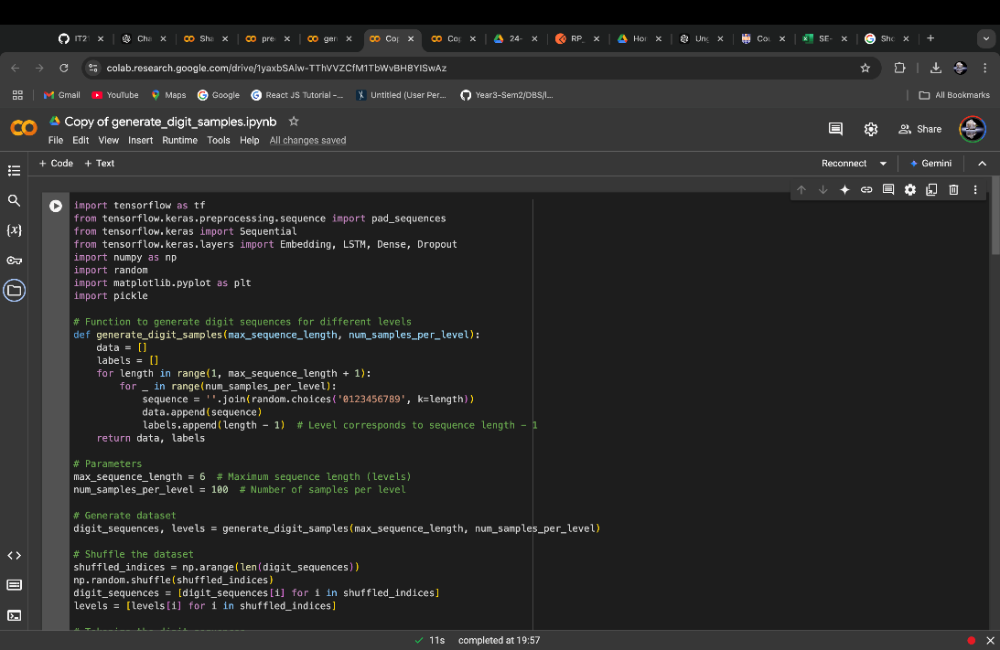 IT2
Cha
Sha
pre
gen
Cop
Cop
24-
RP_
Hor
Ung
Cou
SE-
Sho
colab.research.google.com/drive/1yaxbSAlw-TThVVZCfM1TbWvBH8YISwAz
Gmail YouTube Maps Google React JS Tutorial -... Untitled (User Per... Year3-Sem2/DBS/l... All Bookmarks
Copy of generate_digit_samples.ipynb
File Edit View Insert Runtime Tools Help All changes saved
Share
+ Code + Text
Reconnect Gemini
import tensorflow as tf
from tensorflow.keras.preprocessing.sequence import pad_sequences
from tensorflow.keras import Sequential
from tensorflow.keras.layers import Embedding, LSTM, Dense, Dropout
import numpy as np
import random
import matplotlib.pyplot as plt
import pickle
# Function to generate digit sequences for different levels
def generate_digit_samples(max_sequence_length, num_samples_per_level):
    data = []
    labels = []
    for length in range(1, max_sequence_length + 1):
        for _ in range(num_samples_per_level):
            sequence = ''.join(random.choices('0123456789', k=length))
            data.append(sequence)
            labels.append(length - 1)  # Level corresponds to sequence length - 1
    return data, labels
# Parameters
max_sequence_length = 6  # Maximum sequence length (levels)
num_samples_per_level = 100  # Number of samples per level
# Generate dataset
digit_sequences, levels = generate_digit_samples(max_sequence_length, num_samples_per_level)
# Shuffle the dataset
shuffled_indices = np.arange(len(digit_sequences))
np.random.shuffle(shuffled_indices)
digit_sequences = [digit_sequences[i] for i in shuffled_indices]
levels = [levels[i] for i in shuffled_indices]
11s completed at 19:57